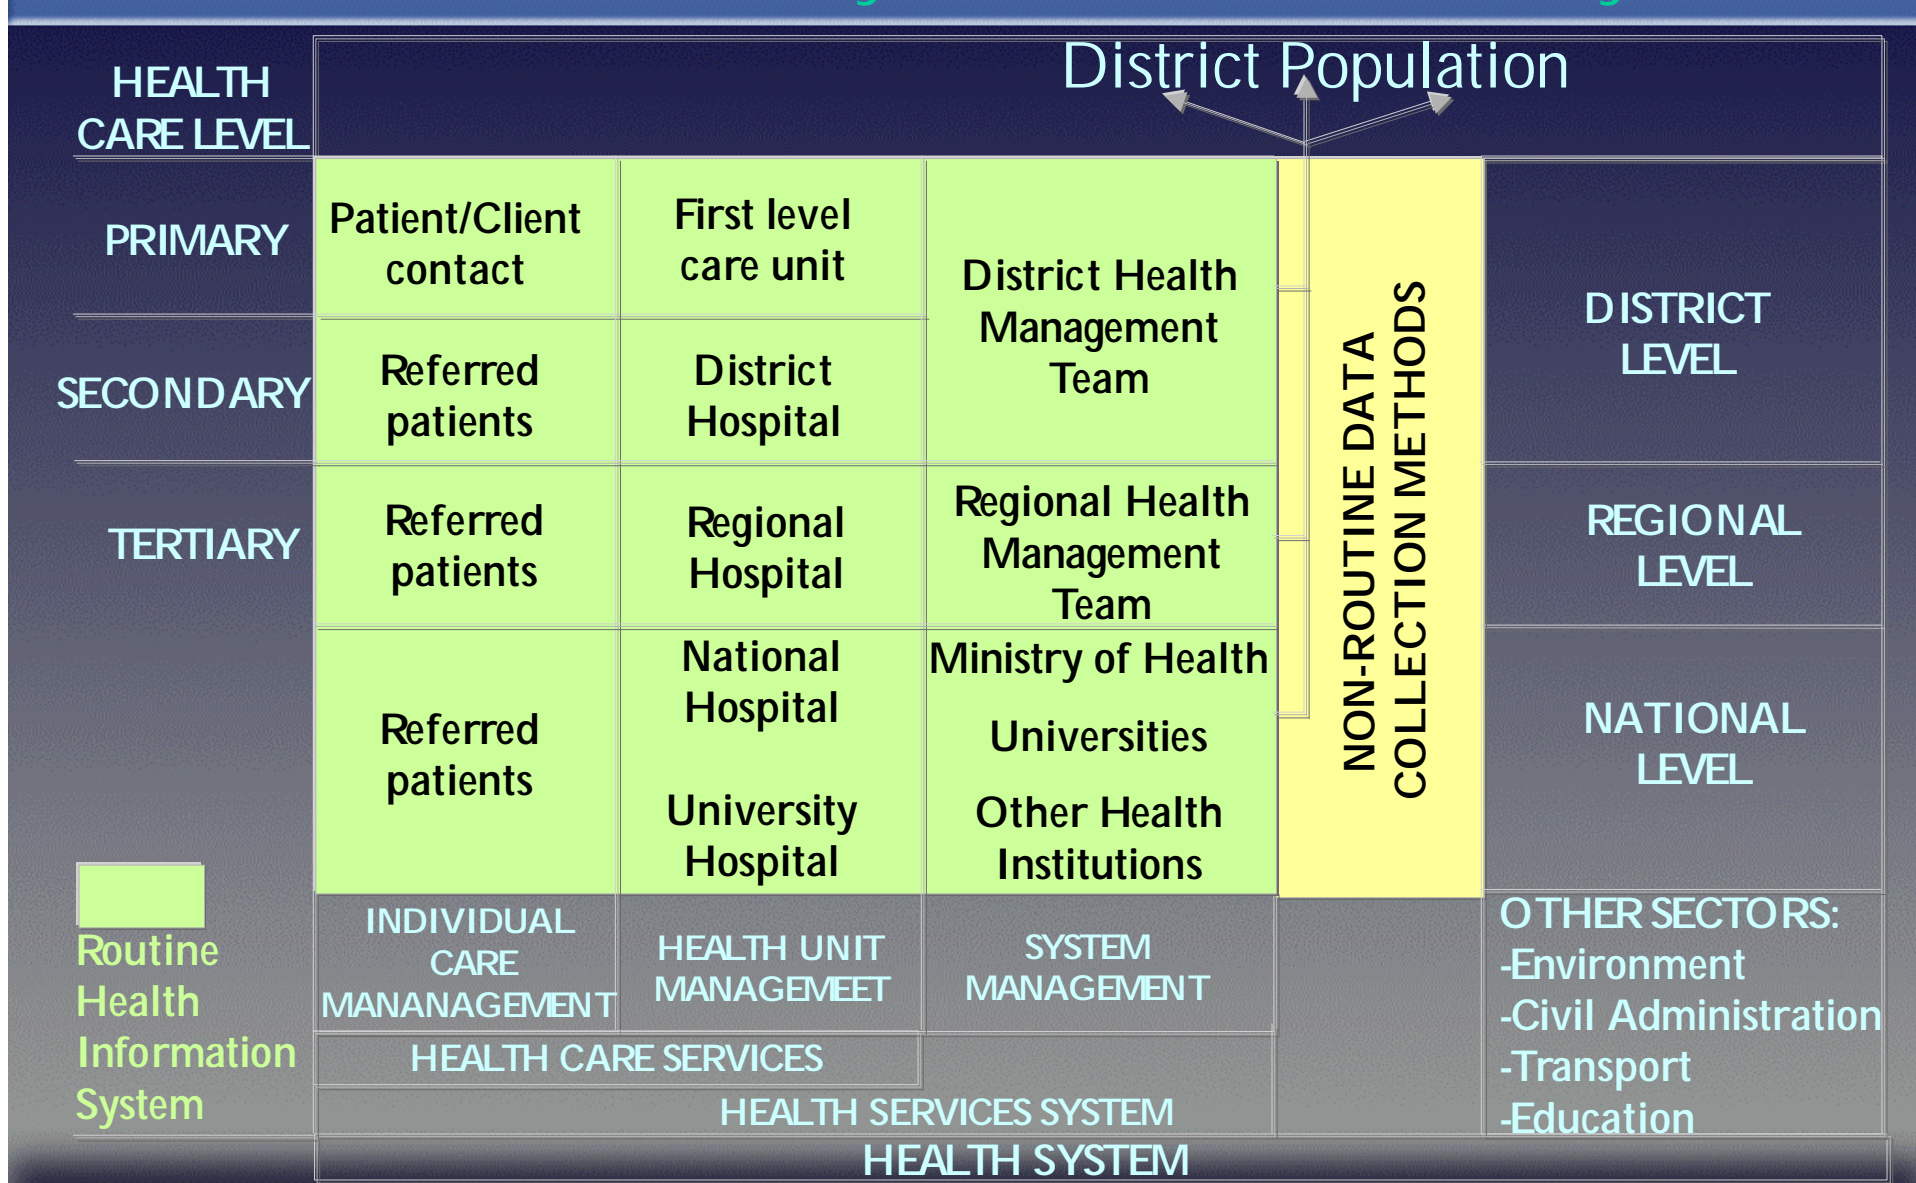 District Population
HEALTH
CARE LEVEL
PRIMARY
Patient/Client
contact
First level
care unit
District Health
Management
Team
NON-ROUTINE DATA
COLLECTION METHODS
DISTRICT
LEVEL
SECONDARY
Referred
patients
District
Hospital
TERTIARY
Referred
patients
Regional
Hospital
Regional Health
Management
Team
REGIONAL
LEVEL
Referred
patients
National
Hospital
University
Hospital
Ministry of Health
Universities
Other Health
Institutions
NATIONAL
LEVEL
Routine
Health
Information
System
INDIVIDUAL
CARE
MANANAGEMENT
HEALTH UNIT
MANAGEMEET
SYSTEM
MANAGEMENT
OTHER SECTORS:
-Environment
-Civil Administration
-Transport
-Education
HEALTH CARE SERVICES
HEALTH SERVICES SYSTEM
HEALTH SYSTEM